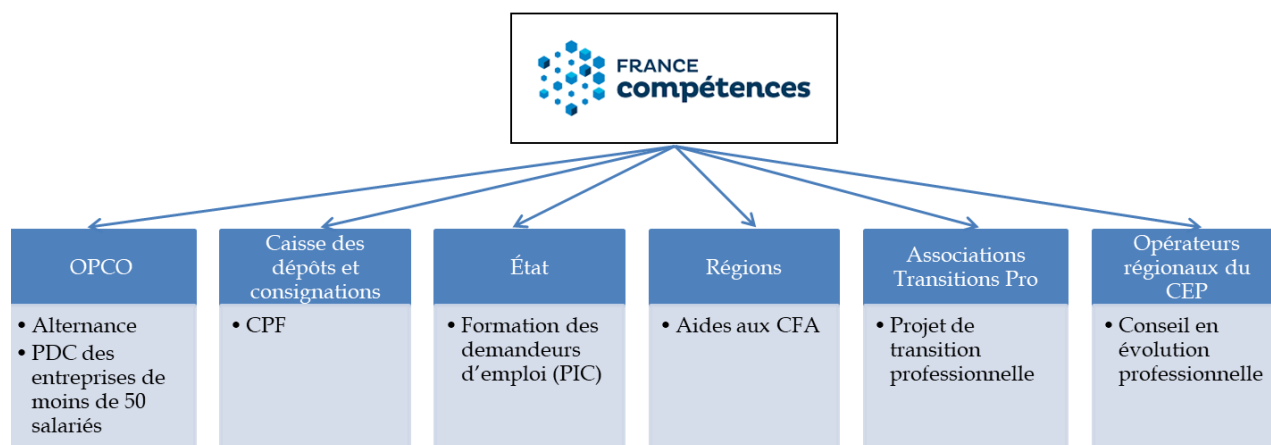 FRANCE
compétences
OPCO
• Alternance
• PDC des
entreprises de
moins de 50
salariés
Caisse des
dépôts et
consignations
• CPF
État
• Formation des
demandeurs
d’emploi (PIC)
Régions
• Aides aux CFA
Associations
Transitions Pro
• Projet de
transition
professionnelle
Opérateurs
régionaux du
CEP
• Conseil en
évolution
professionnelle